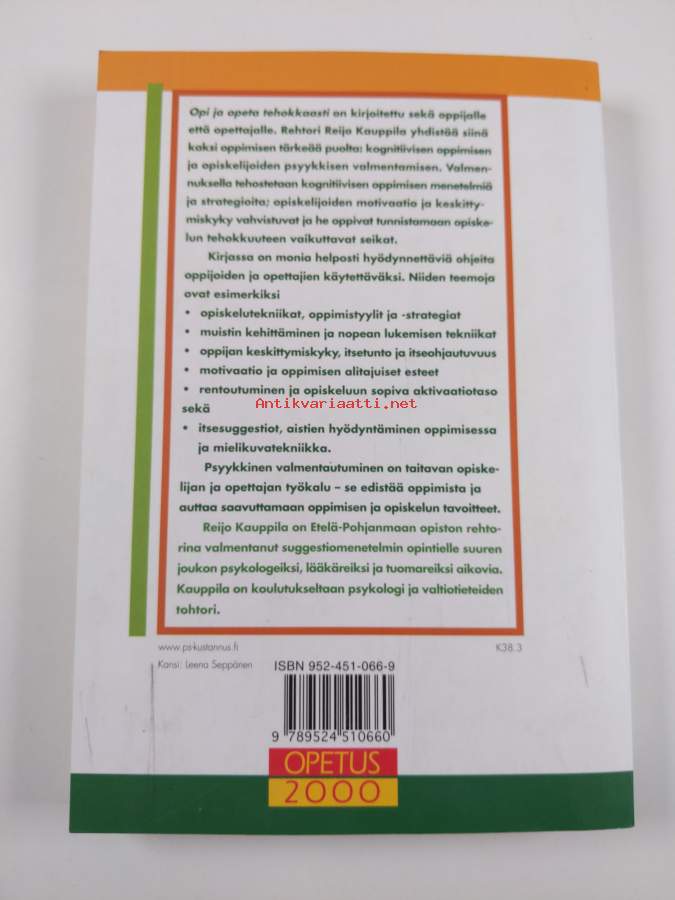 Opi ja opeta tehokkaasti on kirjoitettu sekä oppijalle
että opettajalle. Rehtori Reijo Kauppila yhdistää siinä
kaksi oppimisen tärkeää puolta: kognitiivisen oppimisen
ja opiskelijoiden psyykkisen valmentamisen. Valmen-
nuksella tehostetaan kognitiivisen oppimisen menetelmiä
ja strategioita; opiskelijoiden motivaatio ja keskitty-
miskyky vahvistuvat ja he oppivat tunnistamaan opiske-
lun tehokkuuteen vaikuttavat seikat.
Kirjassa on monia helposti hyödynnettäviä ohjeita
oppijoiden ja opettajien käytettäväksi. Niiden teemoja
ovat esimerkiksi
• opiskelutekniikat, oppimistyylit ja -strategiat
• muistin kehittäminen ja nopean lukemisen tekniikat
• oppijan keskittymiskyky, itsetunto ja itseohjautuvuus
• motivaatio ja oppimisen alitajuiset esteet
• rentoutuminen ja opiskeluun sopiva aktivaatiotaso
Antikvariaatti.net
sekä
• itsesuggestiot, aistien hyödyntäminen oppimisessa
ja mielikuvatekniikka.
Psyykkinen valmentautuminen on taitavan opiske-
lijan ja opettajan työkalu – se edistää oppimista ja
auttaa saavuttamaan oppimisen ja opiskelun tavoitteet.
Reijo Kauppila on Etelä-Pohjanmaan opiston rehto-
rina valmentanut suggestiomenetelmin opintielle suuren
joukon psykologeiksi, lääkäreiksi ja tuomareiksi aikovia.
Kauppila on koulutukseltaan psykologi ja valtiotieteiden
tohtori.
www.ps-kustannus.fi
K38.3
Kansi: Leena Seppänen
ISBN 952-451-066-9
9 789524 510660
OPETUS
2000